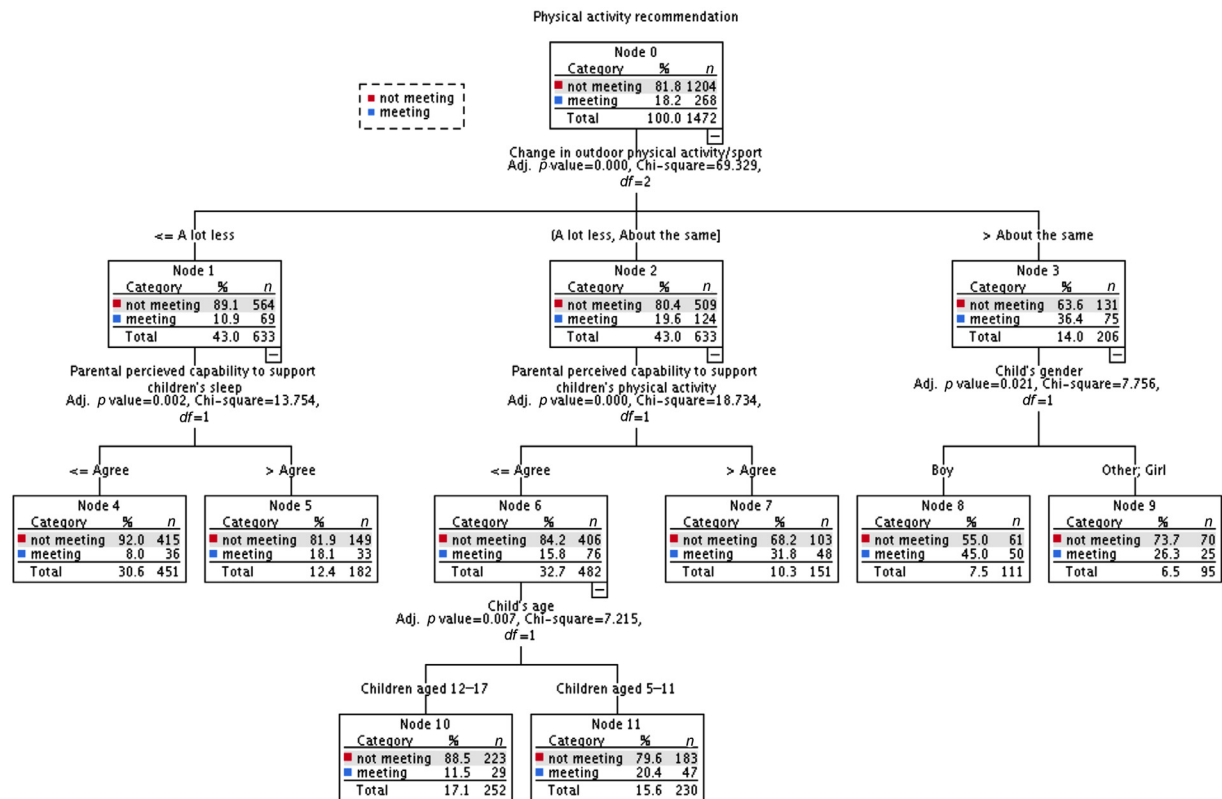 Physical activity recommendation
Node 0
Category % n
not meeting 81.8 1204
meeting 18.2 268
Total 100.0 1472
not meeting
meeting
Change in outdoor physical activity/sport
Adj. p value=0.000, Chi-square=69.329,
df=2
<= A lot less
(A lot less, About the same]
> About the same
Node 1
Category % n
not meeting 89.1 564
meeting 10.9 69
Total 43.0 633
Node 2
Category % n
not meeting 80.4 509
meeting 19.6 124
Total 43.0 633
Node 3
Category % n
not meeting 63.6 131
meeting 36.4 75
Total 14.0 206
Parental percieved capability to support
children's sleep
Adj. p value=0.002, Chi-square=13.754,
df=1
Parental perceived capability to support
children's physical activity
Adj. p value=0.000, Chi-square=18.734,
df=1
Child's gender
Adj. p value=0.021, Chi-square=7.756,
df=1
<= Agree
> Agree
<= Agree
> Agree
Boy
Other; Girl
Node 4
Category % n
not meeting 92.0 415
meeting 8.0 36
Total 30.6 451
Node 5
Category % n
not meeting 81.9 149
meeting 18.1 33
Total 12.4 182
Node 6
Category % n
not meeting 84.2 406
meeting 15.8 76
Total 32.7 482
Node 7
Category % n
not meeting 68.2 103
meeting 31.8 48
Total 10.3 151
Node 8
Category % n
not meeting 55.0 61
meeting 45.0 50
Total 7.5 111
Node 9
Category % n
not meeting 73.7 70
meeting 26.3 25
Total 6.5 95
Child's age
Adj. p value=0.007, Chi-square=7.215,
df=1
Children aged 12–17
Children aged 5–11
Node 10
Category % n
not meeting 88.5 223
meeting 11.5 29
Total 17.1 252
Node 11
Category % n
not meeting 79.6 183
meeting 20.4 47
Total 15.6 230